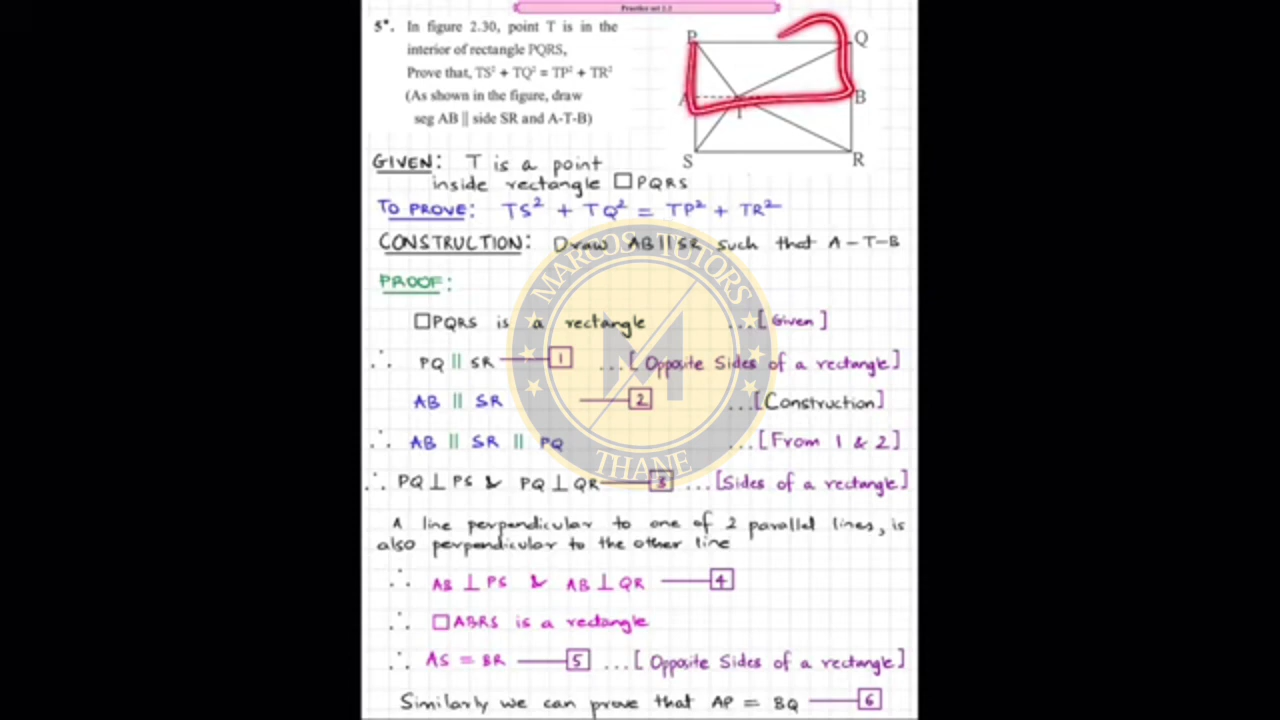 Practice set 2.2
5*. In figure 2.30, point T is in the
interior of rectangle PQRS,
Prove that, TS² + TQ² = TP² + TR²
(As shown in the figure, draw
seg AB || side SR and A-T-B)
P
Q
A
T
B
S
R
GIVEN: T is a point
inside rectangle □PQRS
TO PROVE: TS² + TQ² = TP² + TR²
CONSTRUCTION: Draw AB || SR such that A-T-B
PROOF:
□PQRS is a rectangle ...[Given]
∴ PQ || SR — 1 ...[Opposite Sides of a rectangle]
AB || SR — 2 ...[Construction]
∴ AB || SR || PQ ...[From 1 & 2]
∴ PQ ⊥ PS & PQ ⊥ QR — 3 ...[Sides of a rectangle]
A line perpendicular to one of 2 parallel lines, is
also perpendicular to the other line
∴ AB ⊥ PS & AB ⊥ QR — 4
∴ □ABRS is a rectangle
∴ AS = BR — 5 ...[Opposite Sides of a rectangle]
Similarly we can prove that AP = BQ — 6
MARCOS TUTORS
M
THANE